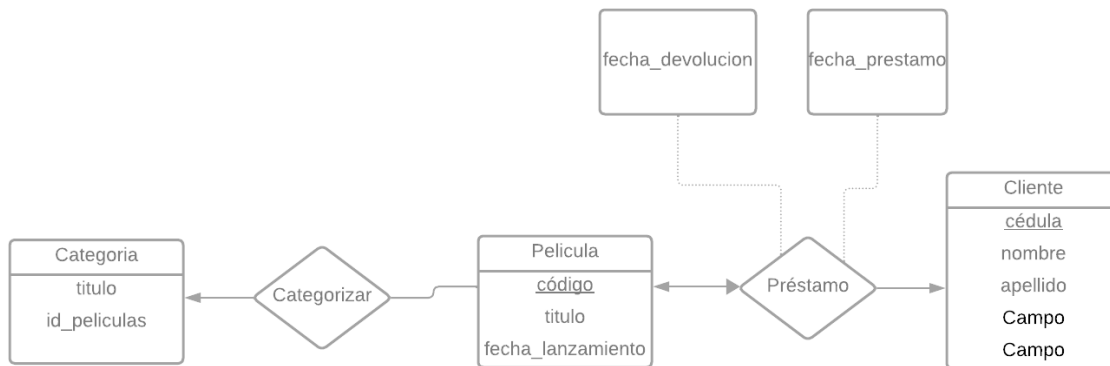 fecha_devolucion
fecha_prestamo
Cliente
cédula
nombre
apellido
Campo
Campo
Categoria
titulo
id_peliculas
Categorizar
Pelicula
código
titulo
fecha_lanzamiento
Préstamo